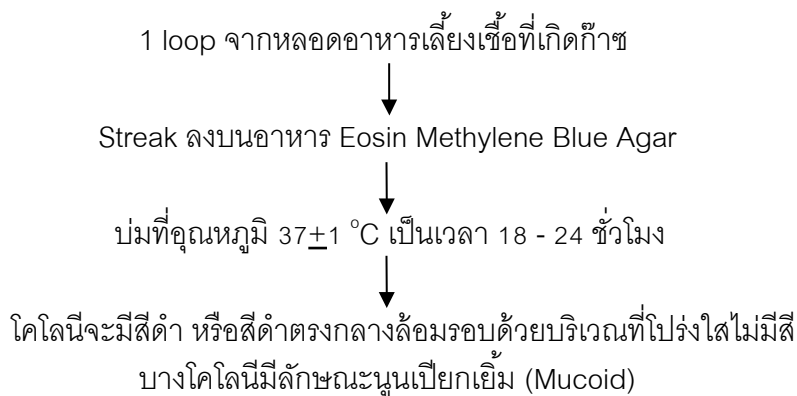 1 loop จากหลอดอาหารเลี้ยงเชื้อที่เกิดก๊าซ
Streak ลงบนอาหาร Eosin Methylene Blue Agar
บ่มที่อุณหภูมิ 37±1 °C เป็นเวลา 18 - 24 ชั่วโมง
โคโลนีจะมีสีดำ หรือสีดำตรงกลางล้อมรอบด้วยบริเวณที่โปร่งใสไม่มีสี
บางโคโลนีมีลักษณะนูนเปียกเยิ้ม (Mucoid)